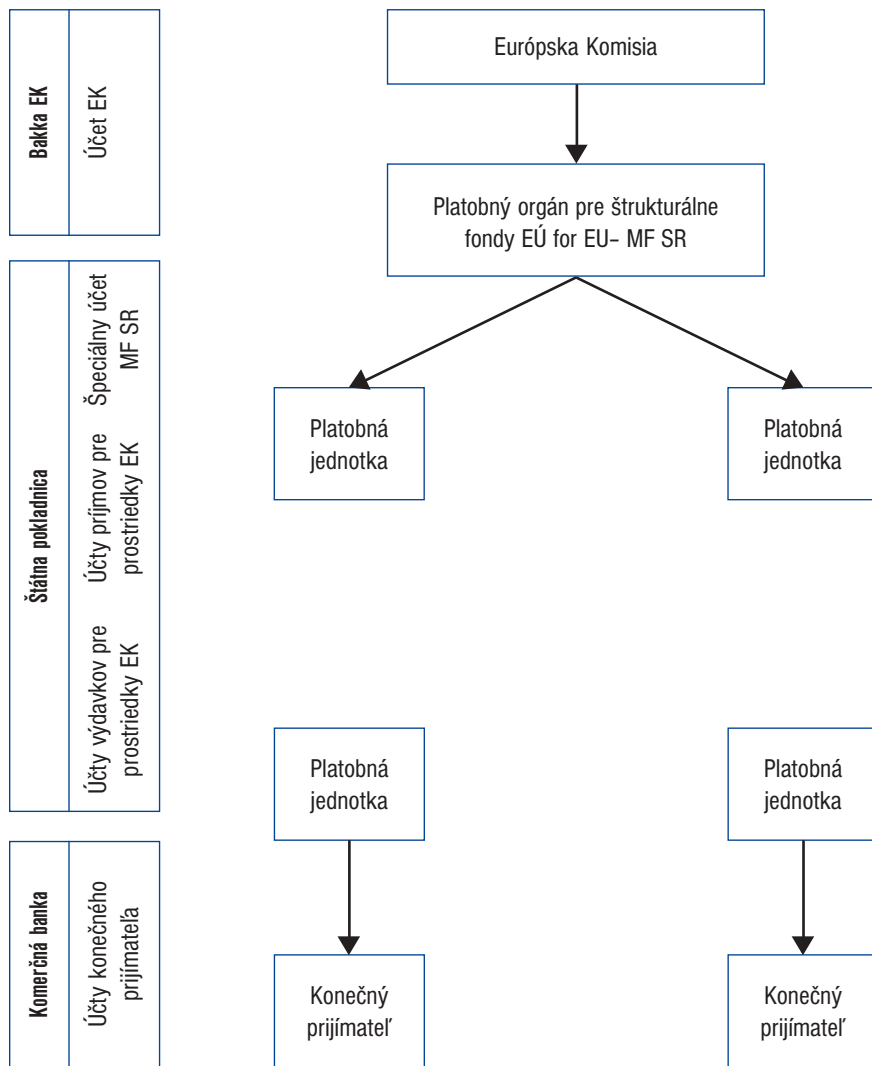 Bakka EK
Účet EK
Štátna pokladnica
Špeciálny účet
MF SR
Účty príjmov pre
prostriedky EK
Účty výdavkov pre
prostriedky EK
Komerčná banka
Účty konečného
prijímateľa
Európska Komisia
Platobný orgán pre štrukturálne
fondy EÚ for EU– MF SR
Platobná
jednotka
Platobná
jednotka
Platobná
jednotka
Platobná
jednotka
Konečný
prijímateľ
Konečný
prijímateľ